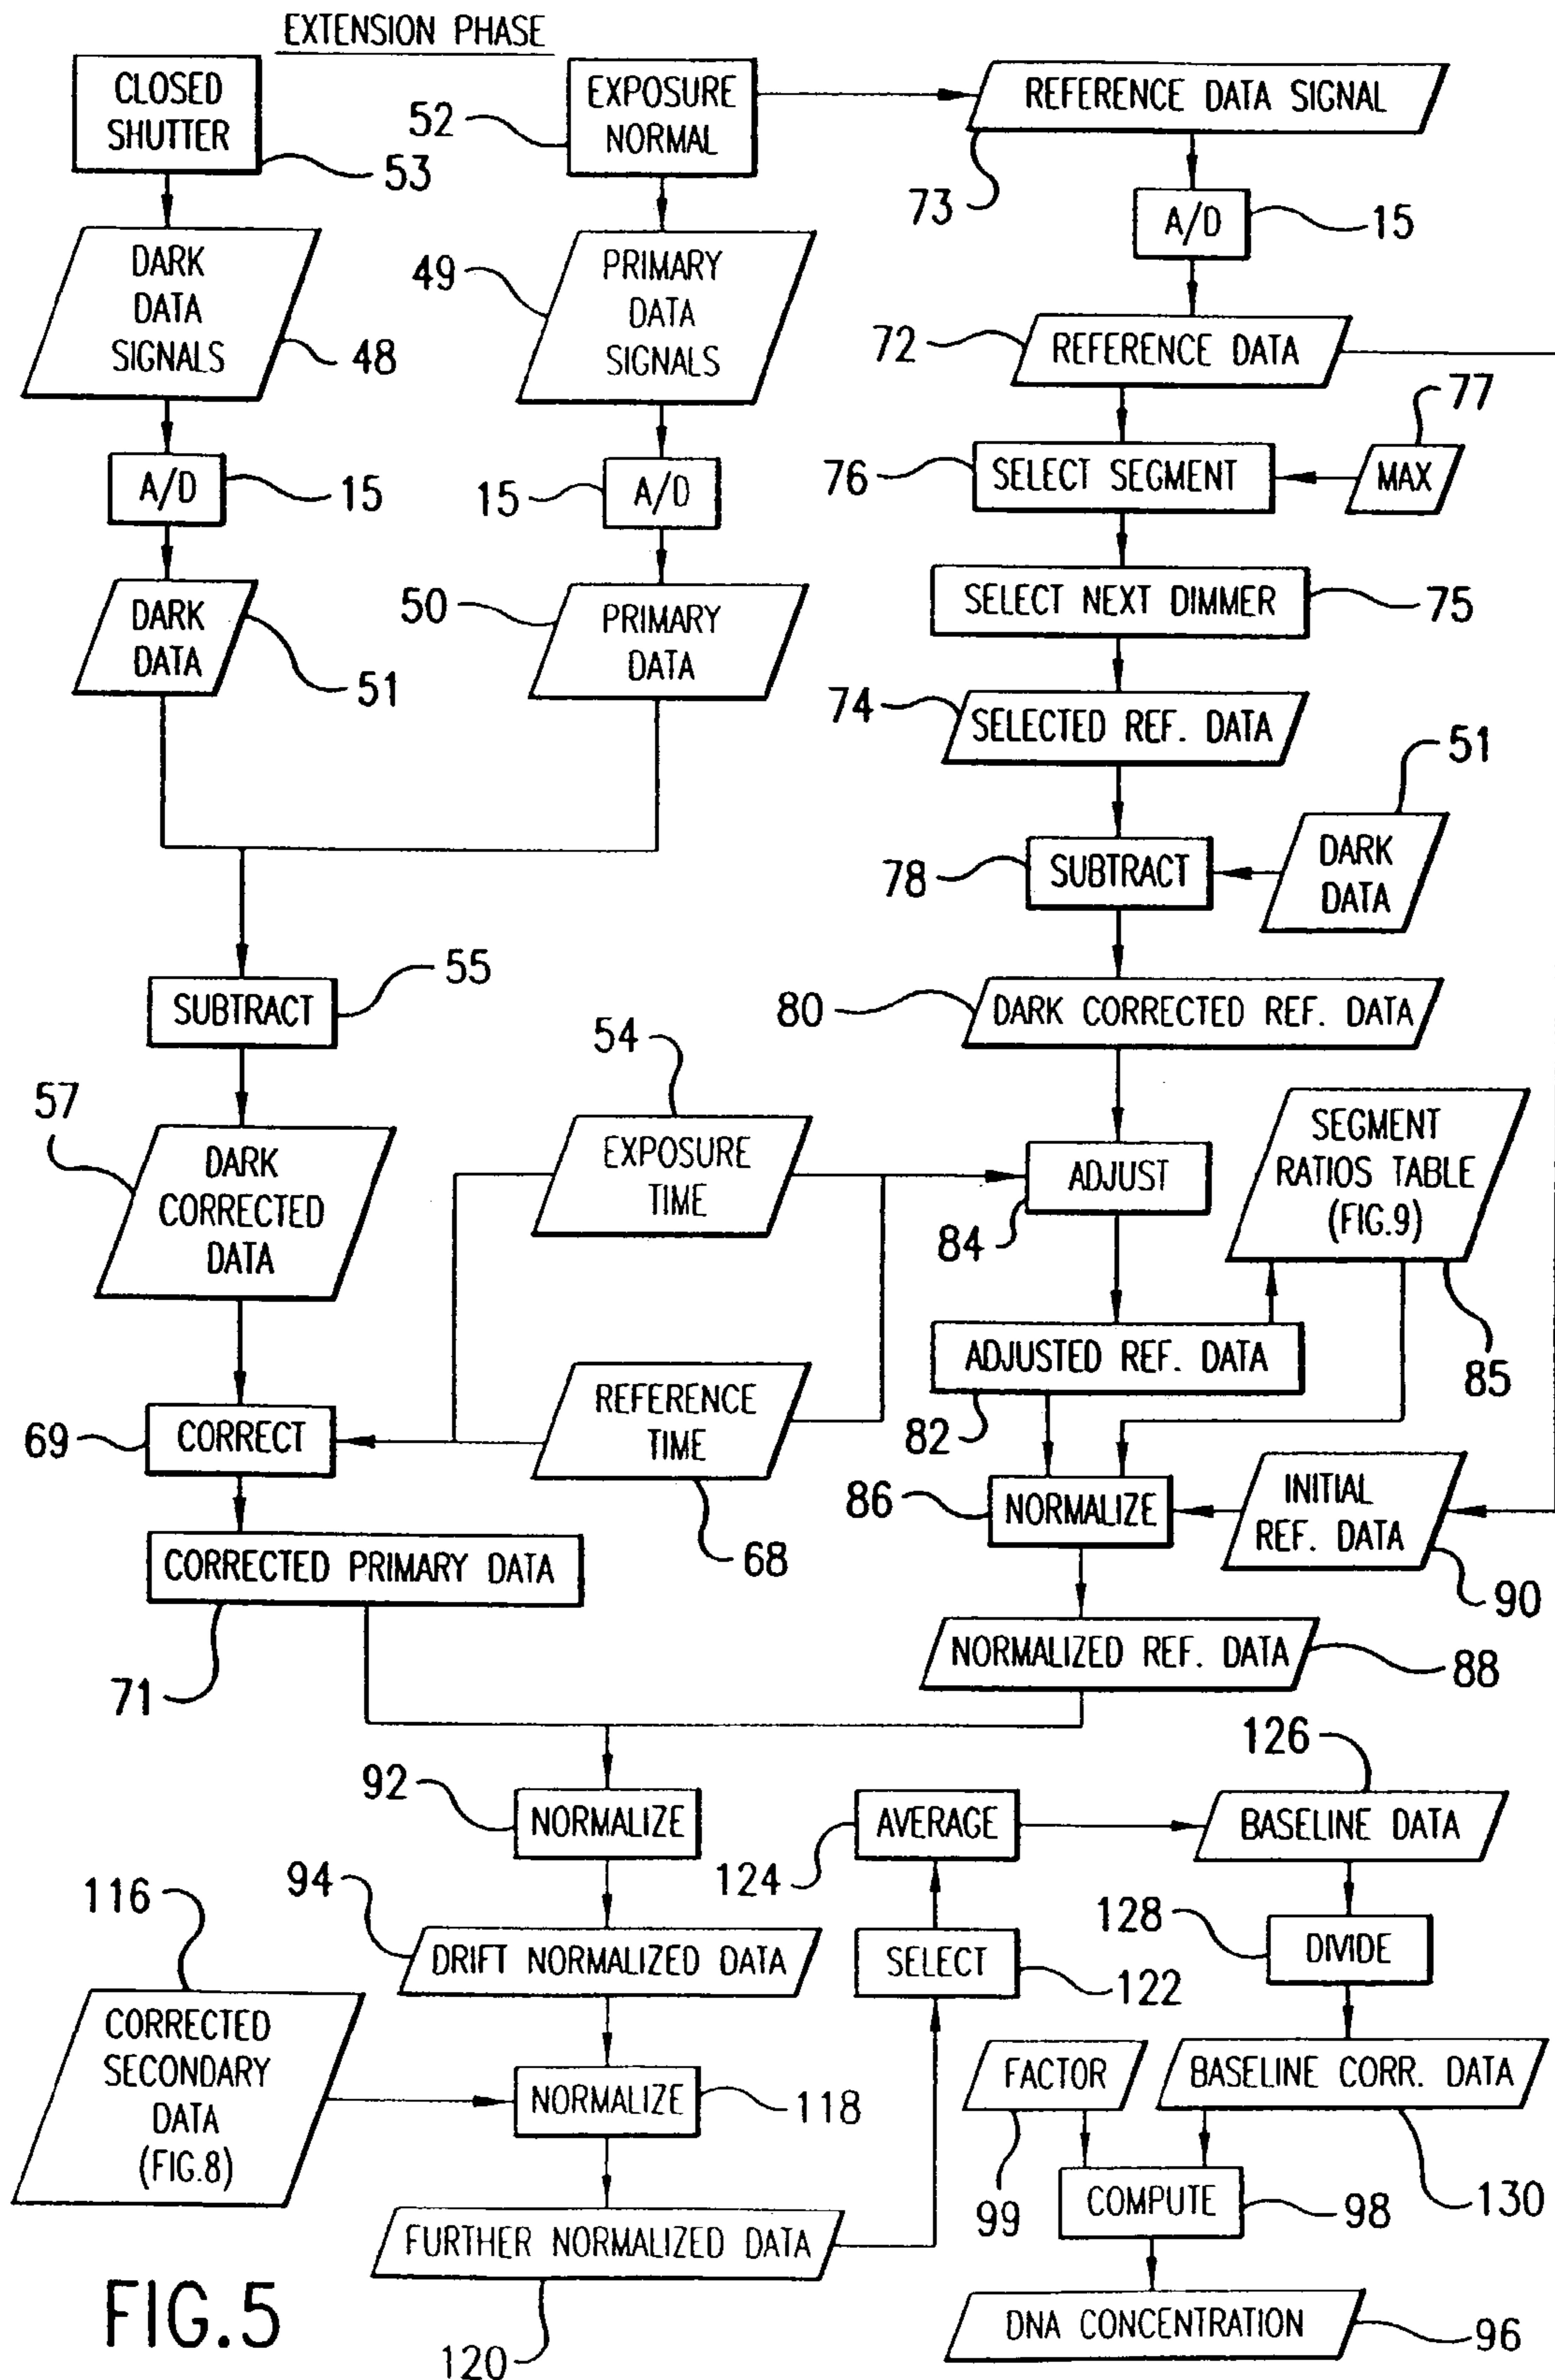 EXTENSION PHASE
CLOSED
SHUTTER
53
52
EXPOSURE
NORMAL
REFERENCE DATA SIGNAL
73
A/D
15
DARK
DATA
SIGNALS
48
49
PRIMARY
DATA
SIGNALS
72
REFERENCE DATA
77
A/D
15
15
A/D
76
SELECT SEGMENT
MAX
DARK
DATA
51
50
PRIMARY
DATA
SELECT NEXT DIMMER
75
74
SELECTED REF. DATA
51
78
SUBTRACT
DARK
DATA
SUBTRACT
55
80
DARK CORRECTED REF. DATA
57
DARK
CORRECTED
DATA
54
EXPOSURE
TIME
ADJUST
84
SEGMENT
RATIOS TABLE
(FIG.9)
85
ADJUSTED REF. DATA
82
69
CORRECT
REFERENCE
TIME
68
86
NORMALIZE
INITIAL
REF. DATA
90
CORRECTED PRIMARY DATA
71
NORMALIZED REF. DATA
88
92
NORMALIZE
AVERAGE
124
126
BASELINE DATA
94
DRIFT NORMALIZED DATA
SELECT
122
128
DIVIDE
116
CORRECTED
SECONDARY
DATA
(FIG.8)
NORMALIZE
118
FACTOR
99
BASELINE CORR. DATA
130
COMPUTE
98
FURTHER NORMALIZED DATA
120
DNA CONCENTRATION
96
FIG.5